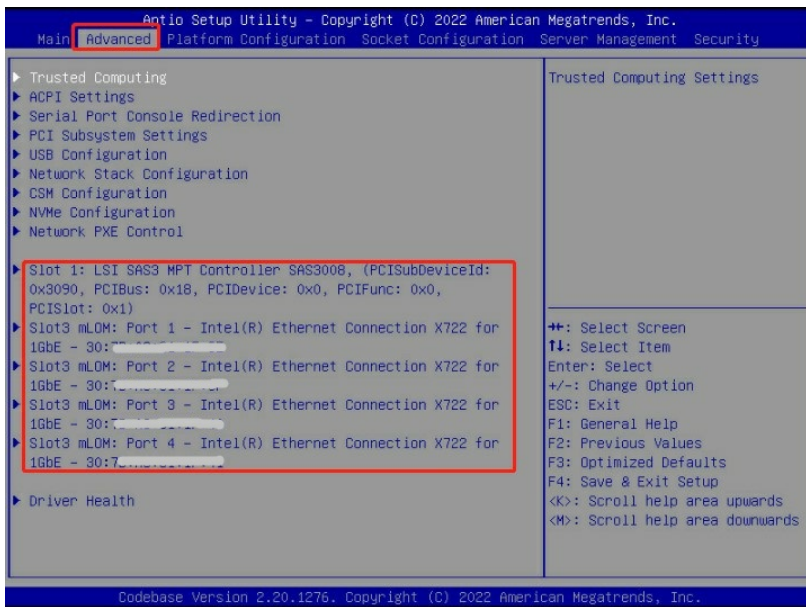 Aptio Setup Utility – Copyright (C) 2022 American Megatrends, Inc.
Main Advanced Platform Configuration Socket Configuration Server Management Security
Trusted Computing
ACPI Settings
Serial Port Console Redirection
PCI Subsystem Settings
USB Configuration
Network Stack Configuration
CSM Configuration
NVMe Configuration
Network PXE Control
Slot 1: LSI SAS3 MPT Controller SAS3008, (PCISubDeviceId:
0x3090, PCIBus: 0x18, PCIDevice: 0x0, PCIFunc: 0x0,
PCISlot: 0x1)
Slot3 mLOM: Port 1 – Intel(R) Ethernet Connection X722 for
1GbE – 30:
Slot3 mLOM: Port 2 – Intel(R) Ethernet Connection X722 for
1GbE – 30:
Slot3 mLOM: Port 3 – Intel(R) Ethernet Connection X722 for
1GbE – 30:
Slot3 mLOM: Port 4 – Intel(R) Ethernet Connection X722 for
1GbE – 30:
Driver Health
Trusted Computing Settings
→←: Select Screen
↑↓: Select Item
Enter: Select
+/-: Change Option
ESC: Exit
F1: General Help
F2: Previous Values
F3: Optimized Defaults
F4: Save & Exit Setup
<K>: Scroll help area upwards
<M>: Scroll help area downwards
Codebase Version 2.20.1276. Copyright (C) 2022 American Megatrends, Inc.